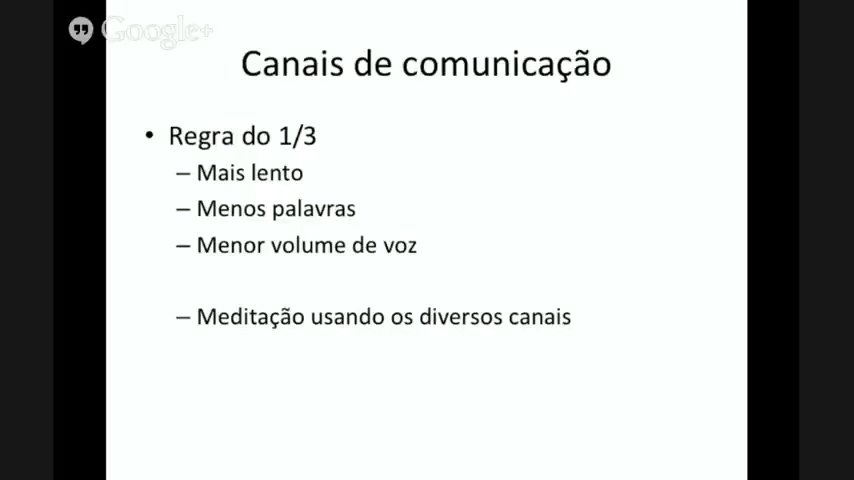 Google+
Canais de comunicação
• Regra do 1/3
– Mais lento
– Menos palavras
– Menor volume de voz
– Meditação usando os diversos canais